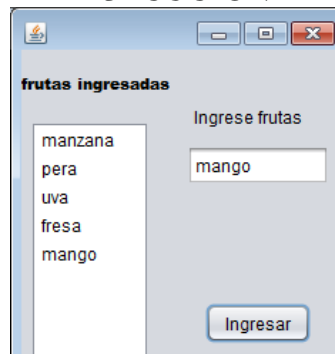 frutas ingresadas
Ingrese frutas
manzana
pera
uva
fresa
mango
mango
Ingresar